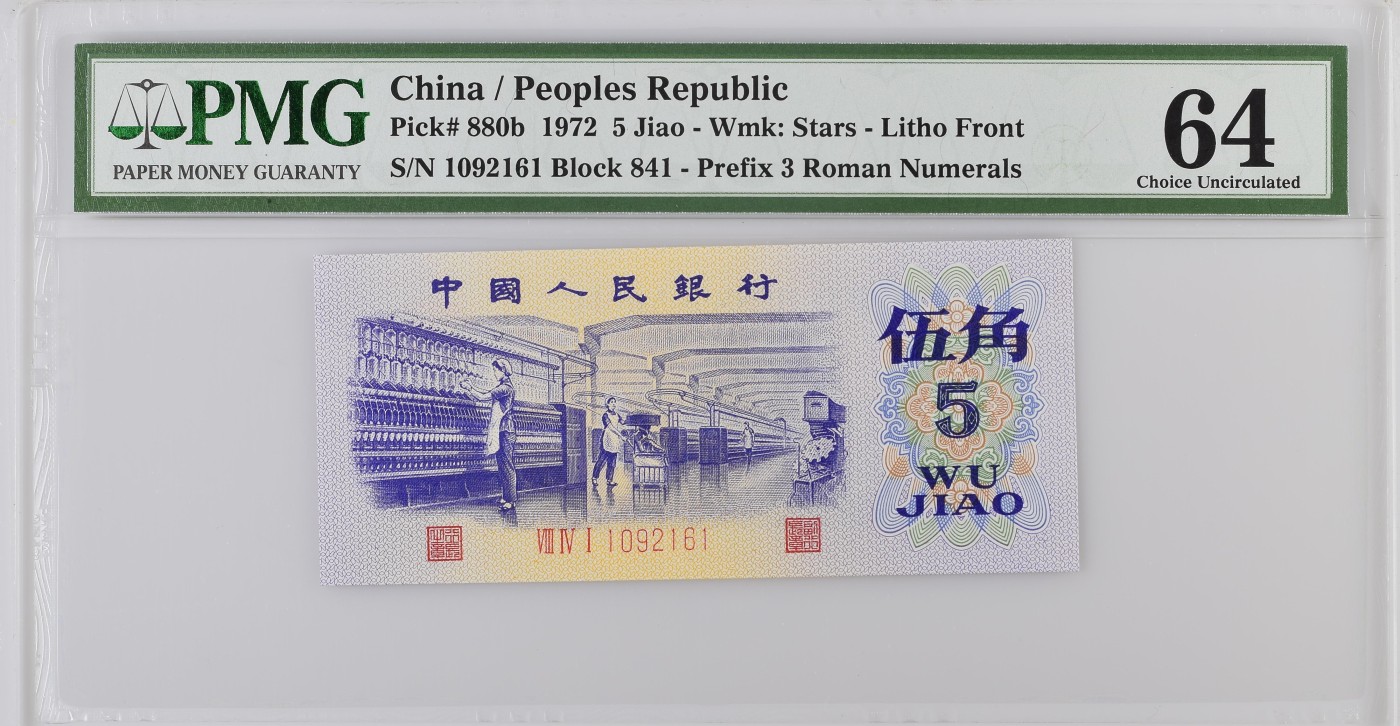 PMG
PAPER MONEY GUARANTY
China / Peoples Republic
Pick# 880b 1972 5 Jiao - Wmk: Stars - Litho Front
S/N 1092161 Block 841 - Prefix 3 Roman Numerals
64
Choice Uncirculated
中國人民銀行
伍角
5
WU
JIAO
VIII IV I 1092161